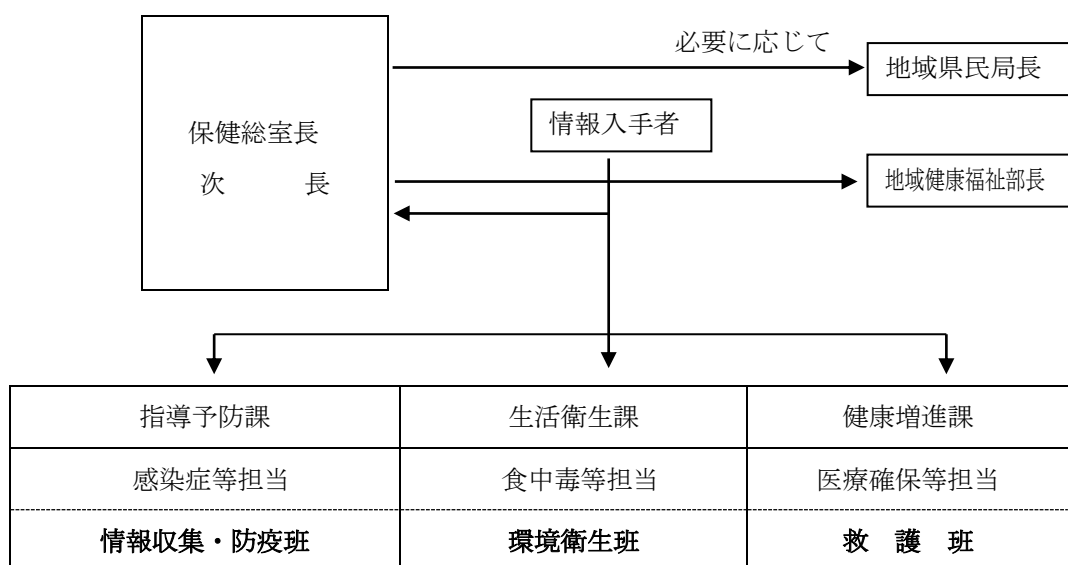 必要に応じて
地域県民局長
情報入手者
保健総室長
次　　　長
地域健康福祉部長
指導予防課
生活衛生課
健康増進課
感染症等担当
食中毒等担当
医療確保等担当
情報収集・防疫班
環境衛生班
救　護　班